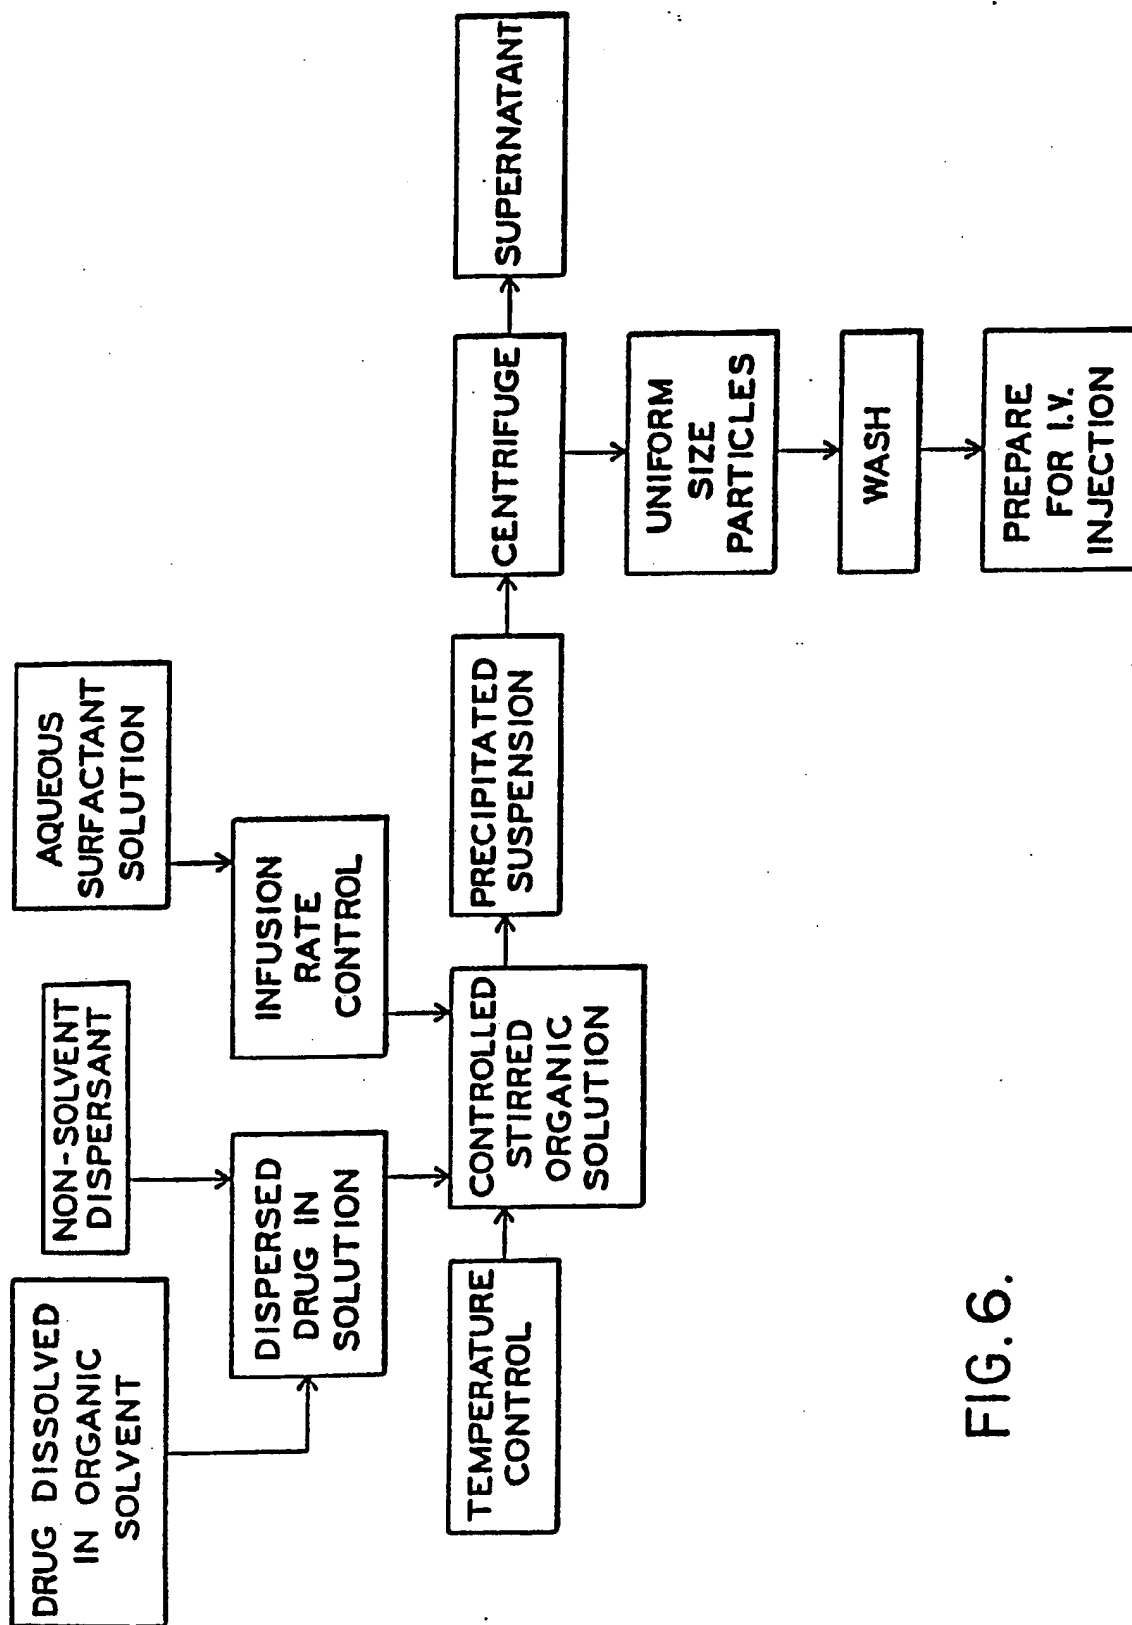 DRUG DISSOLVED
IN ORGANIC
SOLVENT
NON-SOLVENT
DISPERSANT
AQUEOUS
SURFACTANT
SOLUTION
DISPERSED
DRUG IN
SOLUTION
INFUSION
RATE
CONTROL
TEMPERATURE
CONTROL
CONTROLLED
STIRRED
ORGANIC
SOLUTION
PRECIPITATED
SUSPENSION
CENTRIFUGE
SUPERNATANT
UNIFORM
SIZE
PARTICLES
WASH
PREPARE
FOR I.V.
INJECTION
FIG.6.